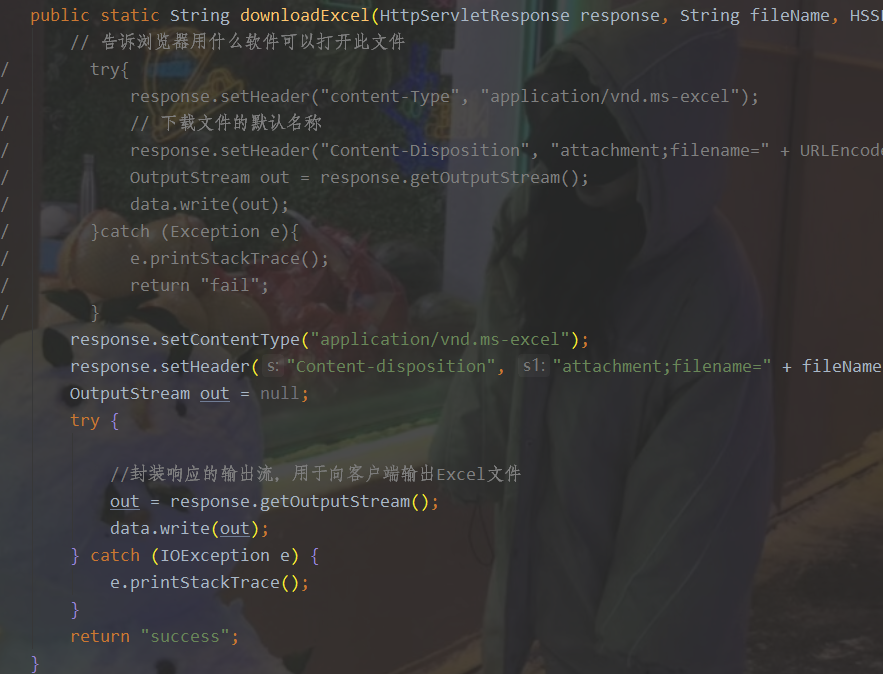 public static String downloadExcel(HttpServletResponse response, String fileName, HSS
// 告诉浏览器用什么软件可以打开此文件
/ try{
/ response.setHeader("content-Type", "application/vnd.ms-excel");
/ // 下载文件的默认名称
/ response.setHeader("Content-Disposition", "attachment;filename=" + URLEncode
/ OutputStream out = response.getOutputStream();
/ data.write(out);
/ }catch (Exception e){
/ e.printStackTrace();
/ return "fail";
/ }
response.setContentType("application/vnd.ms-excel");
response.setHeader( s: "Content-disposition", s1: "attachment;filename=" + fileName
OutputStream out = null;
try {
//封装响应的输出流，用于向客户端输出Excel文件
out = response.getOutputStream();
data.write(out);
} catch (IOException e) {
e.printStackTrace();
}
return "success";
}